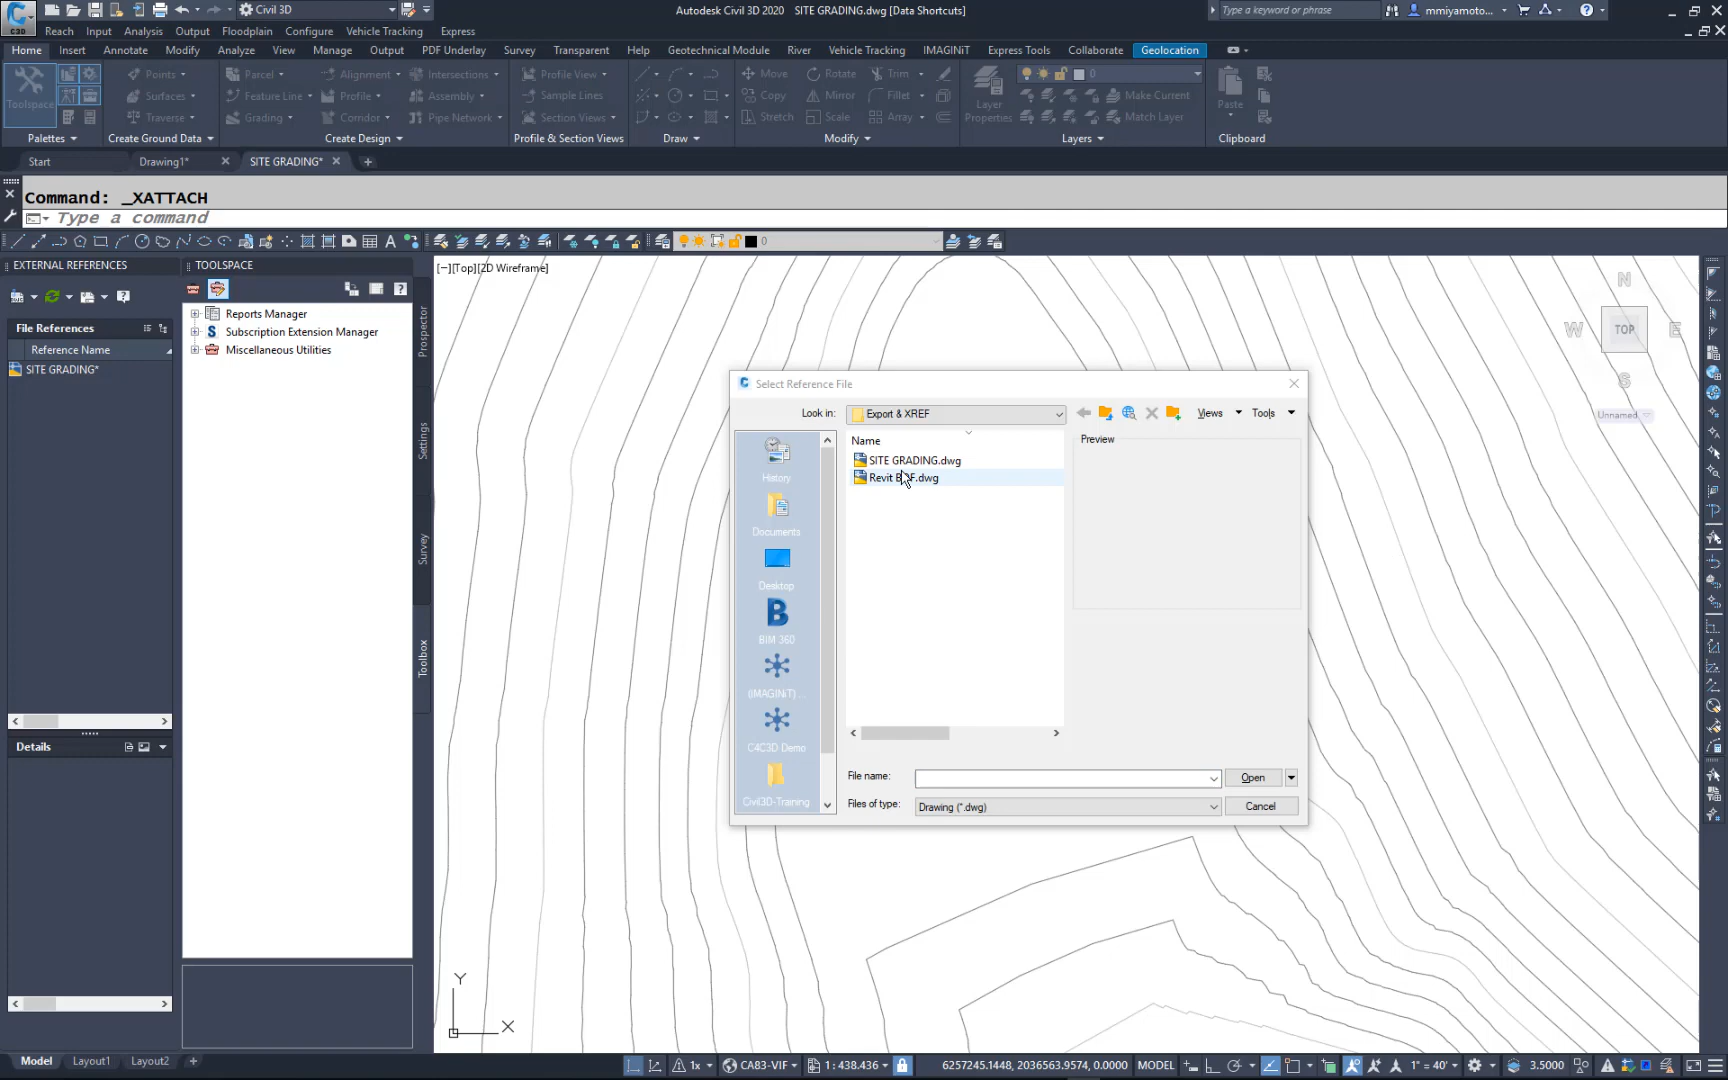 Civil 3D
Autodesk Civil 3D 2020 SITE GRADING.dwg [Data Shortcuts]
Type a keyword or phrase
mmiyamoto...
C3D
Reach Input Analysis Output Floodplain Configure Vehicle Tracking Express
Home Insert Annotate Modify Analyze View Manage Output PDF Underlay Survey Transparent Help Geotechnical Module River Vehicle Tracking IMAGINiT Express Tools Collaborate Geolocation
Toolspace
Points
Surfaces
Traverse
Parcel
Feature Line
Grading
Alignment
Profile
Corridor
Intersections
Assembly
Pipe Network
Profile View
Sample Lines
Section Views
Move Rotate Trim
Copy Mirror Fillet
Stretch Scale Array
Layer
Properties
0
Make Current
Match Layer
Paste
Palettes Create Ground Data Create Design Profile & Section Views Draw Modify Layers Clipboard
Start Drawing1* SITE GRADING*
Command: _XATTACH
Type a command
0
EXTERNAL REFERENCES
File References
Reference Name
SITE GRADING*
Details
TOOLSPACE
Reports Manager
Subscription Extension Manager
Miscellaneous Utilities
Prospector
Settings
Survey
Toolbox
[−][Top][2D Wireframe]
N
W TOP E
S
Unnamed
Select Reference File
Look in: Export & XREF
Views Tools
Name
SITE GRADING.dwg
Revit .dwg
Preview
History
Documents
Desktop
BIM 360
(IMAGINiT) ...
C4C3D Demo
Civil3D-Training
File name:
Open
Files of type: Drawing (*.dwg)
Cancel
Y
X
Model Layout1 Layout2
1x CA83-VIF 1:438.436 6257245.1448, 2036563.9574, 0.0000 MODEL 1" = 40' 3.5000